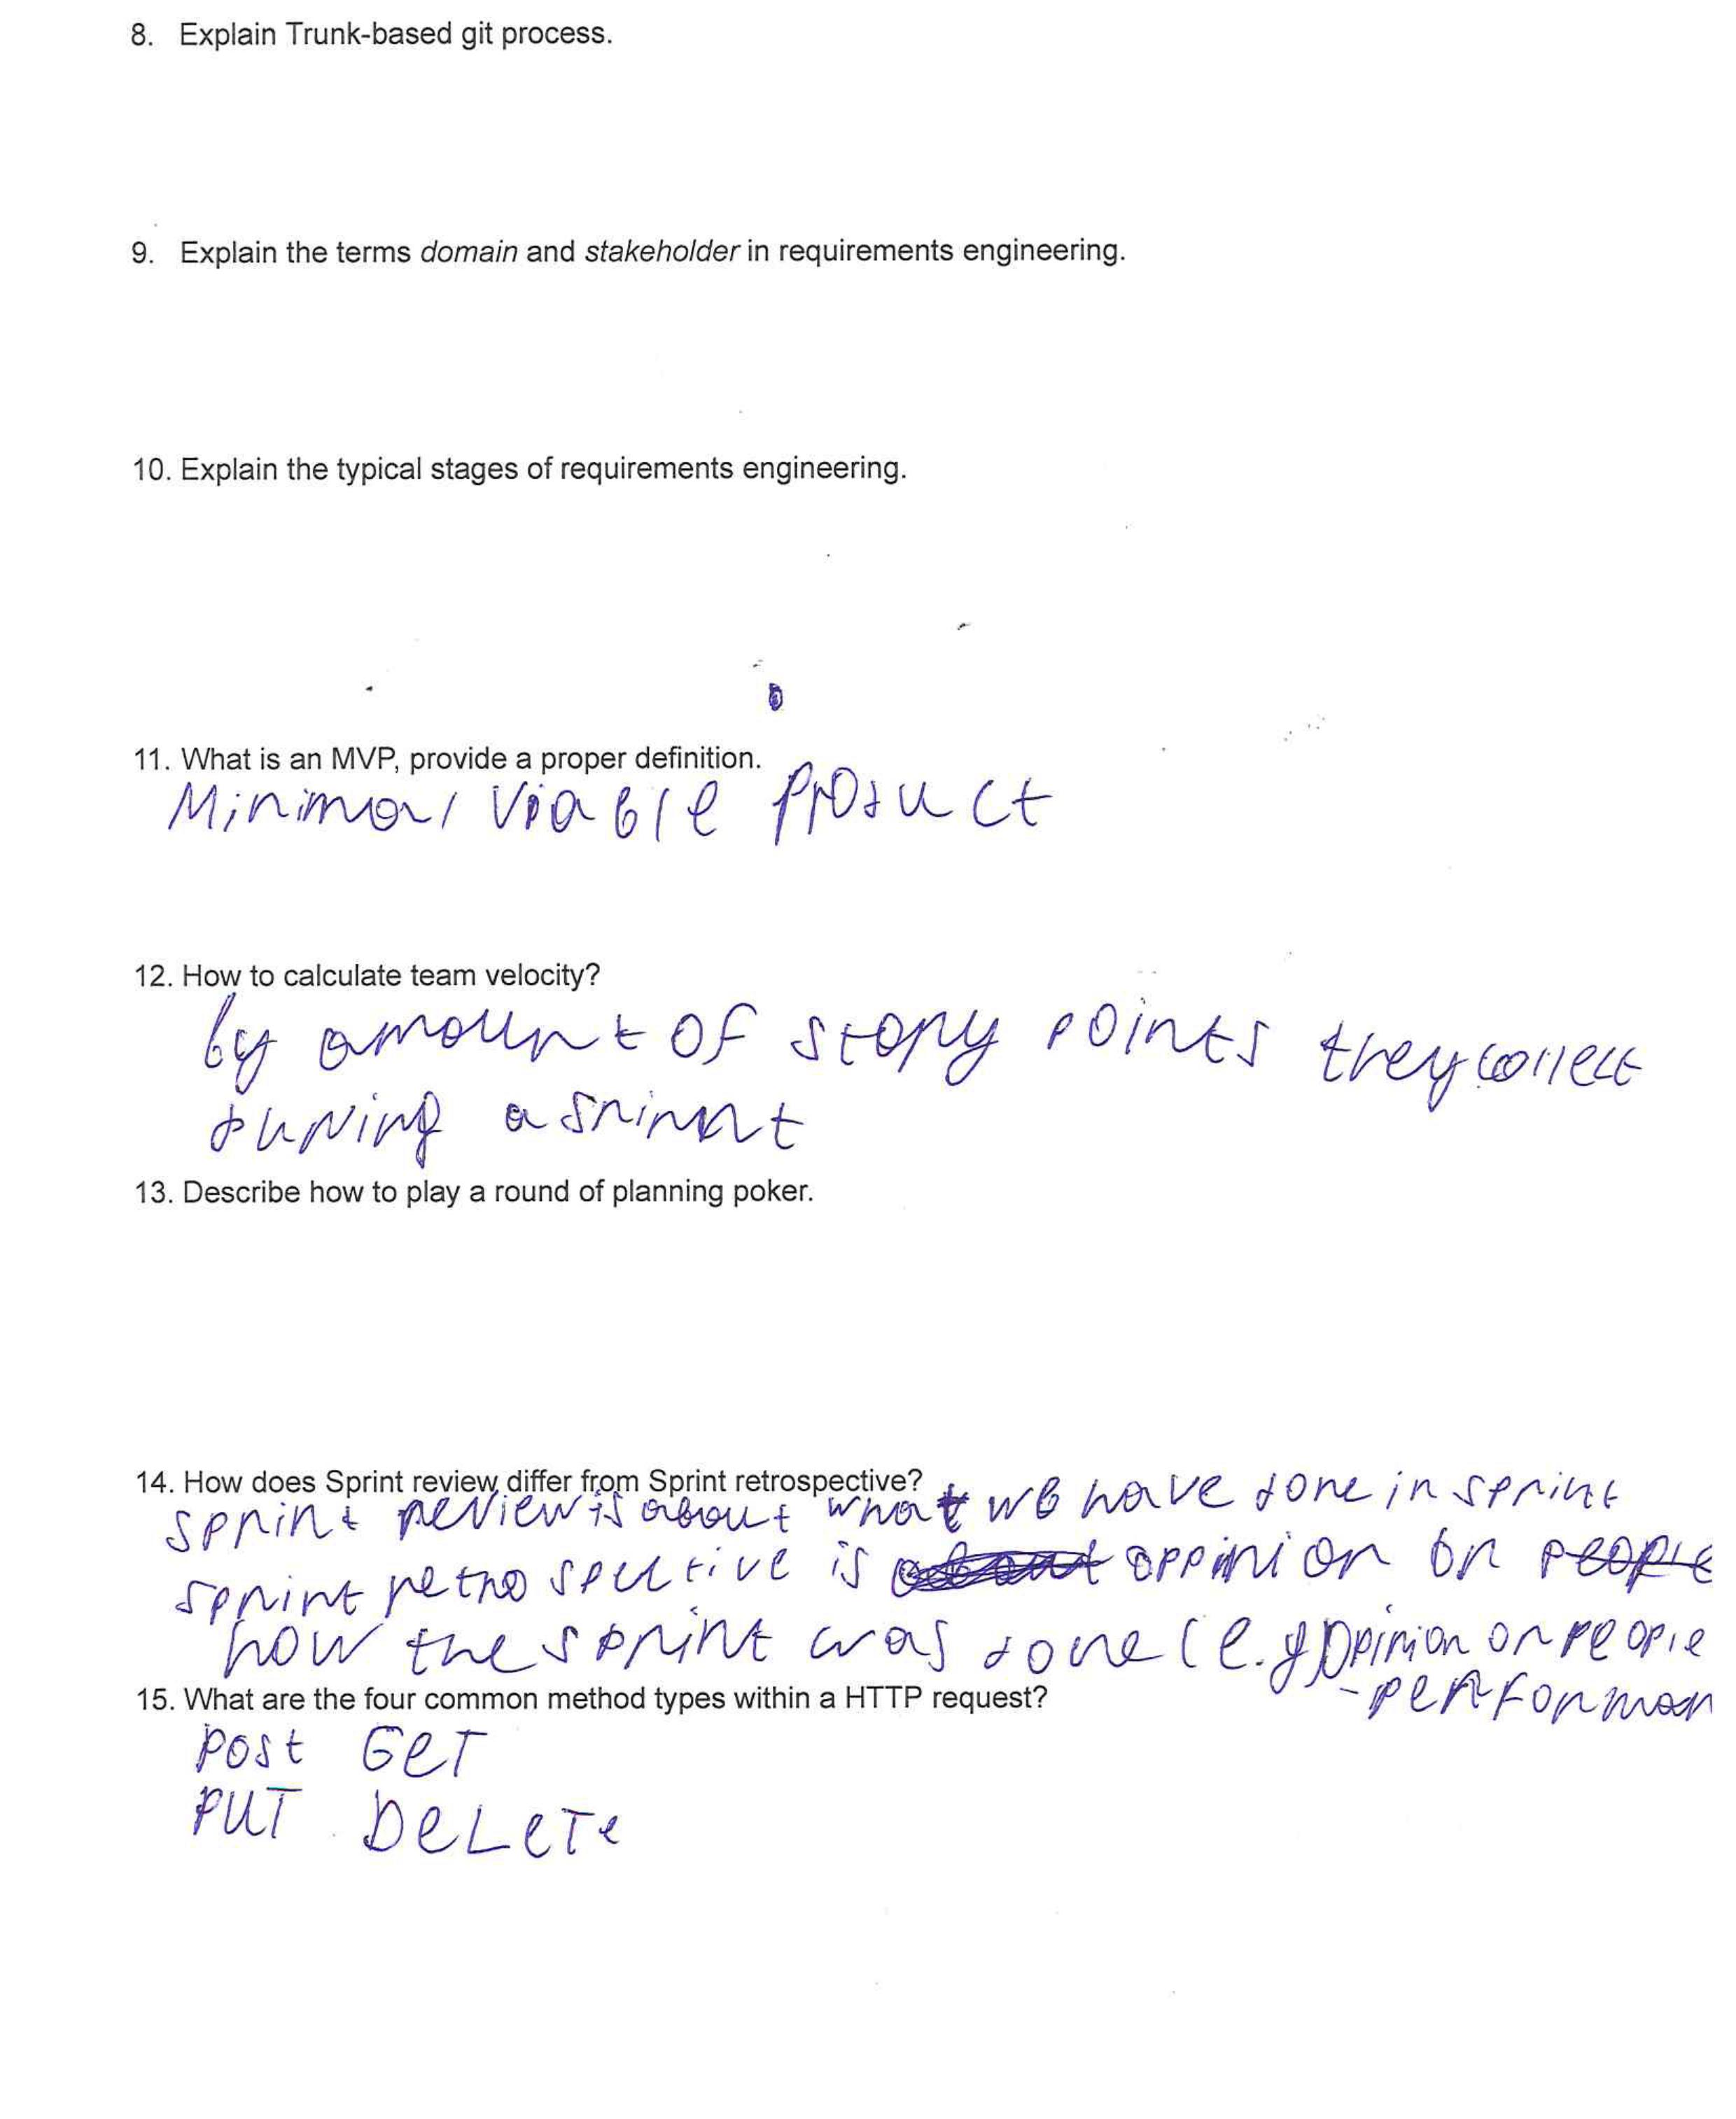 8. Explain Trunk-based git process.
9. Explain the terms domain and stakeholder in requirements engineering.
10. Explain the typical stages of requirements engineering.
11. What is an MVP, provide a proper definition.
Minimal Viable Product
12. How to calculate team velocity?
by amount of story points they collect
during a sprint
13. Describe how to play a round of planning poker.
14. How does Sprint review differ from Sprint retrospective?
sprint review is about what we have done in sprint
sprint retrospective is oppinion on people
how the sprint was done (e.g opinion on people
-performan
15. What are the four common method types within a HTTP request?
Post GeT
PUT DeLeTe